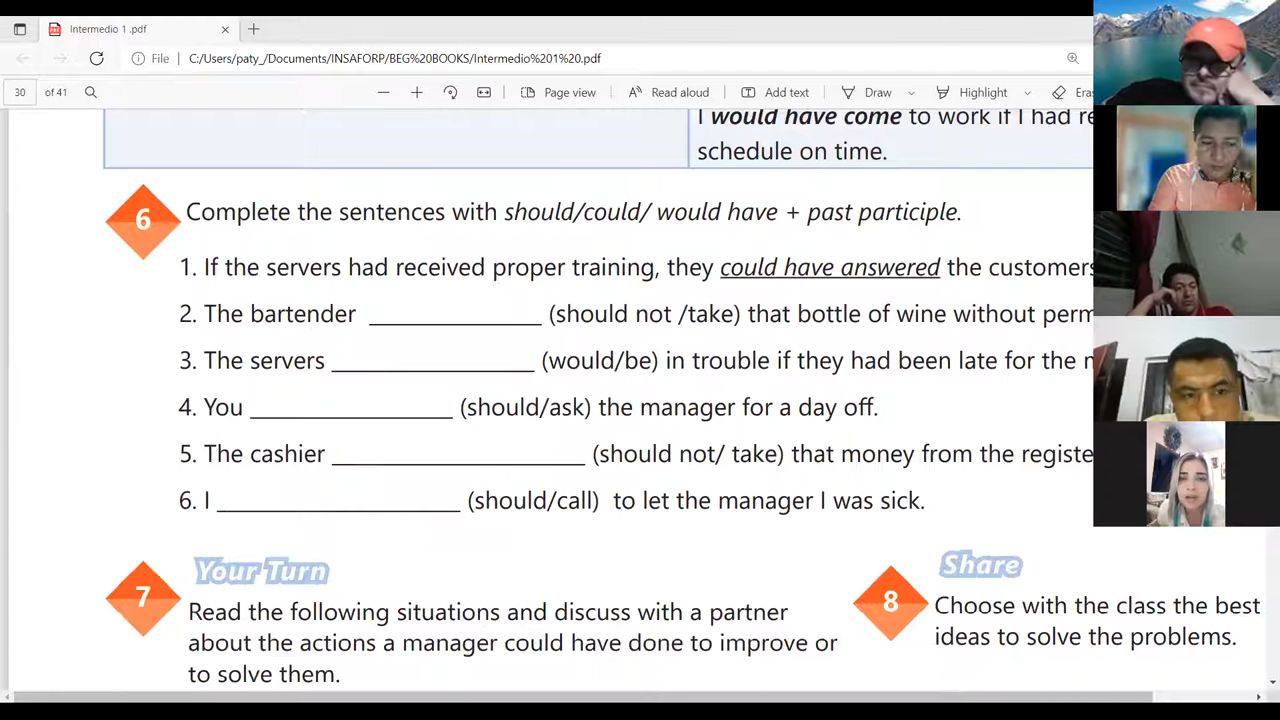 Intermedio 1 .pdf
File C:/Users/paty_/Documents/INSAFORP/BEG%20BOOKS/Intermedio%201%20.pdf
30 of 41 Page view Read aloud Add text Draw Highlight
I would have come to work if I had
schedule on time.
6 Complete the sentences with should/could/ would have + past participle.
1. If the servers had received proper training, they could have answered the customers
2. The bartender _______________ (should not /take) that bottle of wine without
3. The servers __________________ (would/be) in trouble if they had been late for the
4. You __________________ (should/ask) the manager for a day off.
5. The cashier ______________________ (should not/ take) that money from the
6. I _____________________ (should/call) to let the manager I was sick.
Your Turn
7 Read the following situations and discuss with a partner
about the actions a manager could have done to improve or
to solve them.
Share
8 Choose with the class the best
ideas to solve the problems.